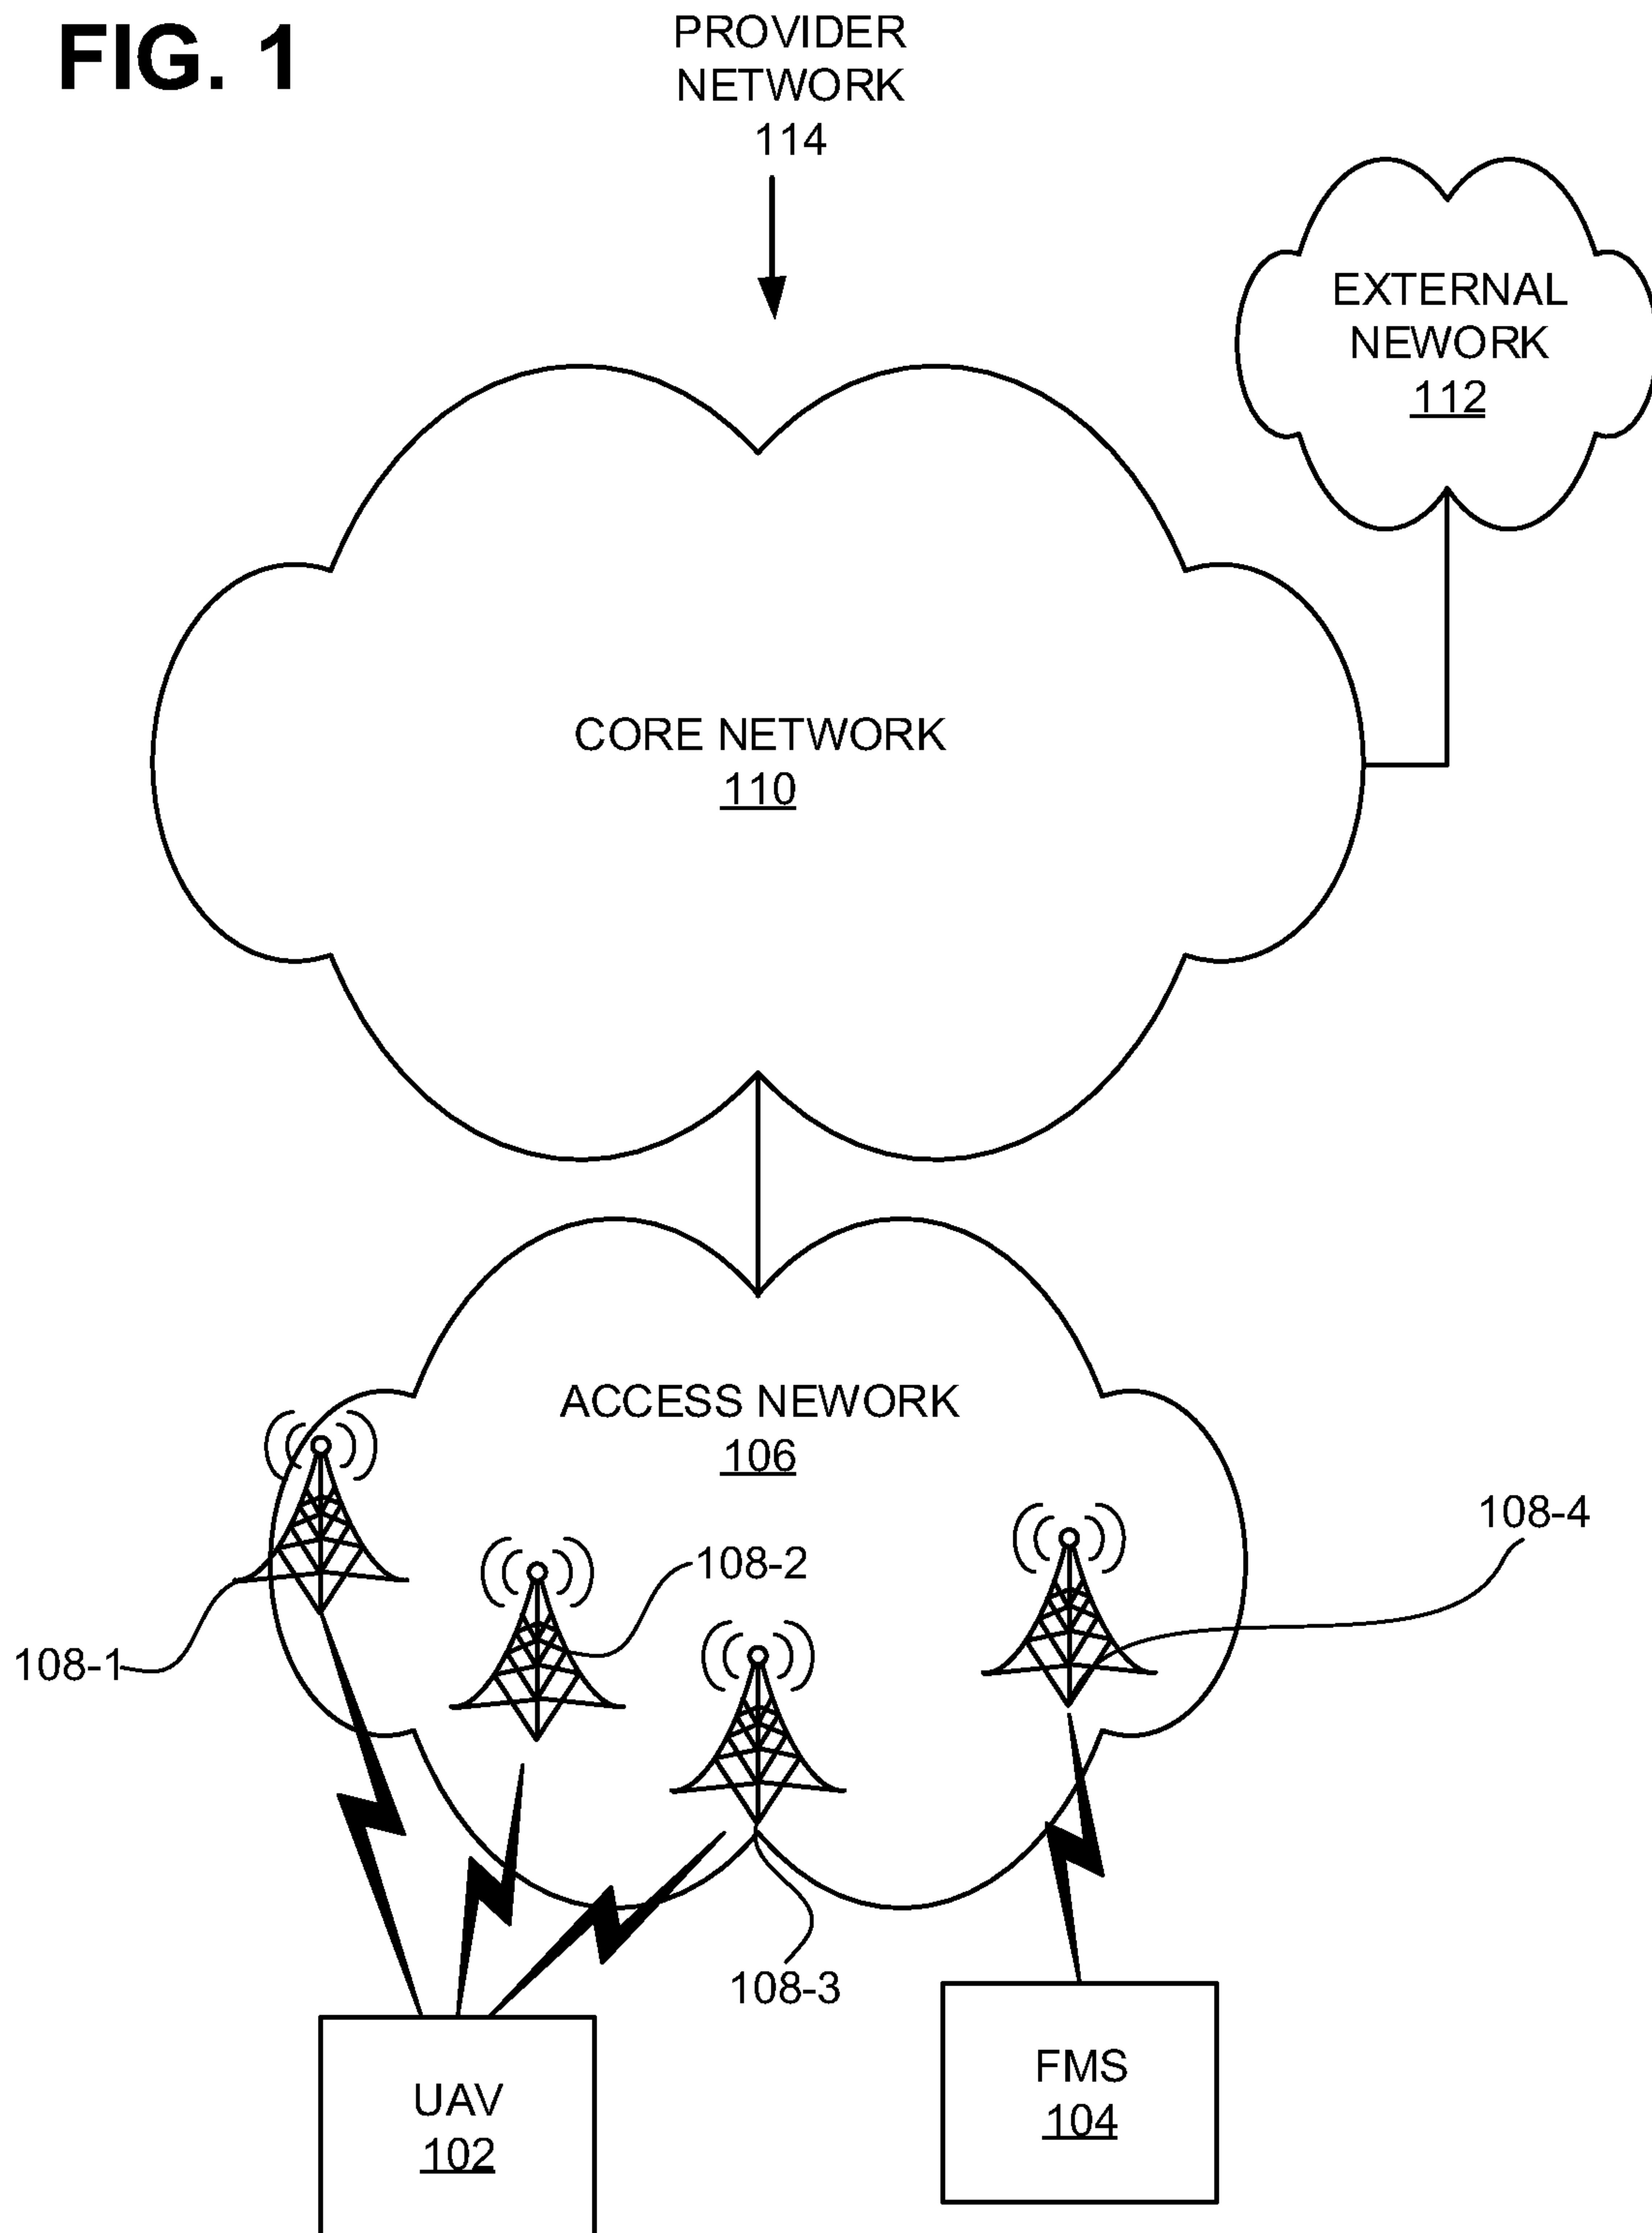 FIG. 1
PROVIDER
NETWORK
114
EXTERNAL
NEWORK
112
CORE NETWORK
110
ACCESS NEWORK
106
108-4
108-2
108-1
108-3
FMS
104
UAV
102